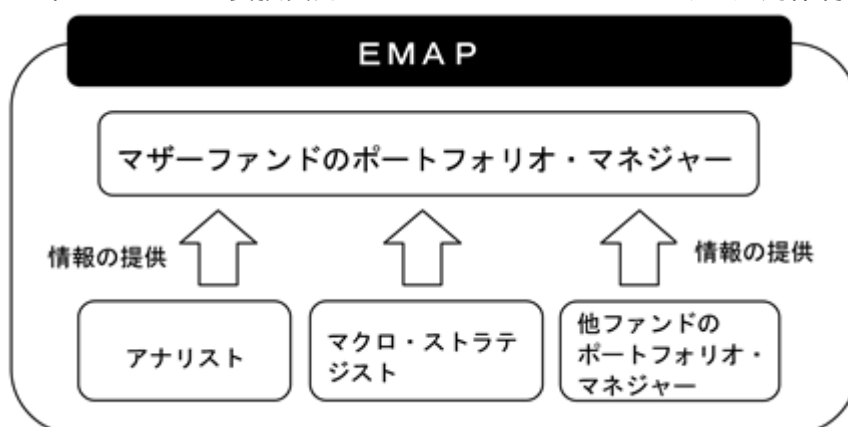 EMAP
マザーファンドのポートフォリオ・マネジャー
情報の提供
情報の提供
アナリスト
マクロ・ストラテ
ジスト
他ファンドの
ポートフォリオ・
マネジャー